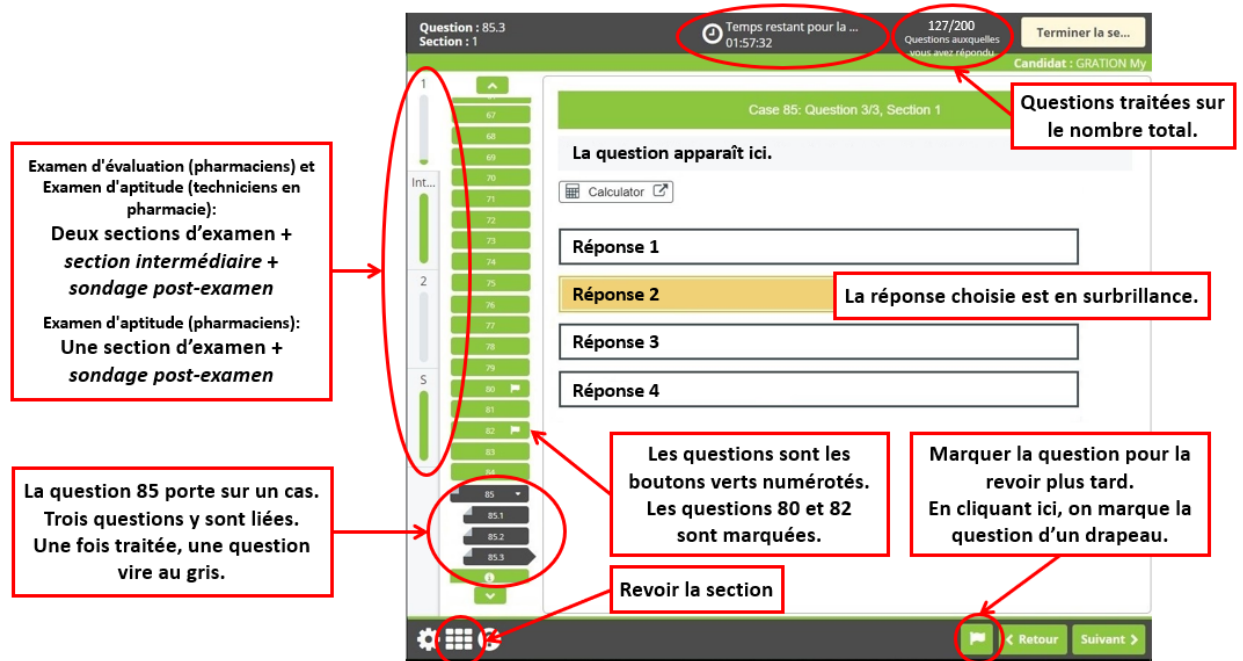 Question : 85.3
Section : 1
Temps restant pour la ...
01:57:32
127/200
Questions auxquelles
vous avez répondu
Terminer la se...
Candidat : GRATION My
Questions traitées sur
le nombre total.
1
Int...
2
S
67
68
69
70
71
72
73
74
75
76
77
78
79
80
81
82
83
84
85
85.1
85.2
85.3
Case 85: Question 3/3, Section 1
La question apparaît ici.
Calculator
Réponse 1
Réponse 2
La réponse choisie est en surbrillance.
Réponse 3
Réponse 4
Examen d'évaluation (pharmaciens) et
Examen d'aptitude (techniciens en
pharmacie):
Deux sections d’examen +
section intermédiaire +
sondage post-examen
Examen d'aptitude (pharmaciens):
Une section d’examen +
sondage post-examen
La question 85 porte sur un cas.
Trois questions y sont liées.
Une fois traitée, une question
vire au gris.
Les questions sont les
boutons verts numérotés.
Les questions 80 et 82
sont marquées.
Marquer la question pour la
revoir plus tard.
En cliquant ici, on marque la
question d’un drapeau.
Revoir la section
Retour
Suivant